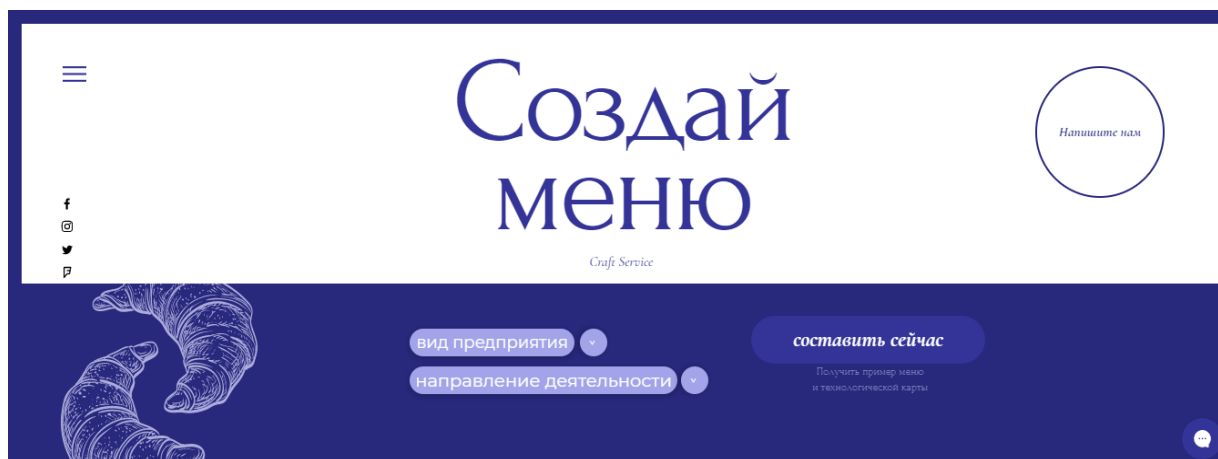 Создай
меню
Craft Service
Напишите нам
вид предприятия
направление деятельности
составить сейчас
Получить пример меню
и технологической карты